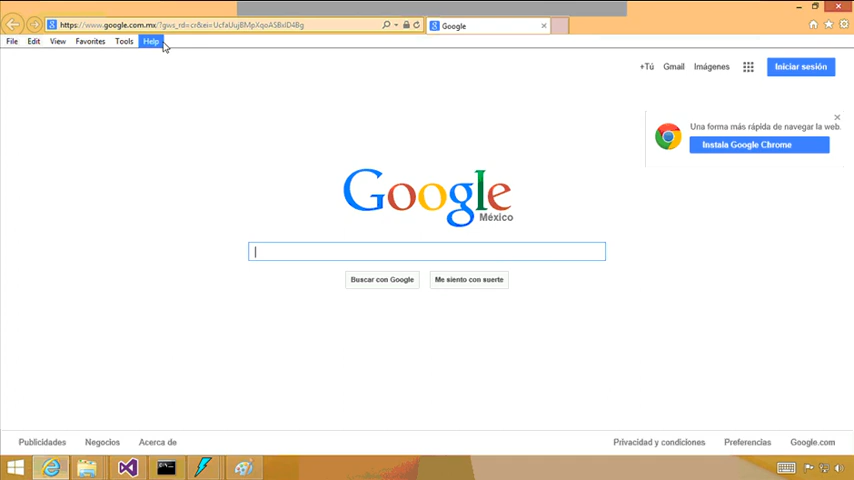 https://www.google.com.mx/?gws_rd=cr&ei=UcfaUujBMpXqoASBxID4Bg
Google
File Edit View Favorites Tools Help
+Tú Gmail Imágenes Iniciar sesión
Una forma más rápida de navegar la web.
Instala Google Chrome
Google
México
Buscar con Google Me siento con suerte
Publicidades Negocios Acerca de Privacidad y condiciones Preferencias Google.com